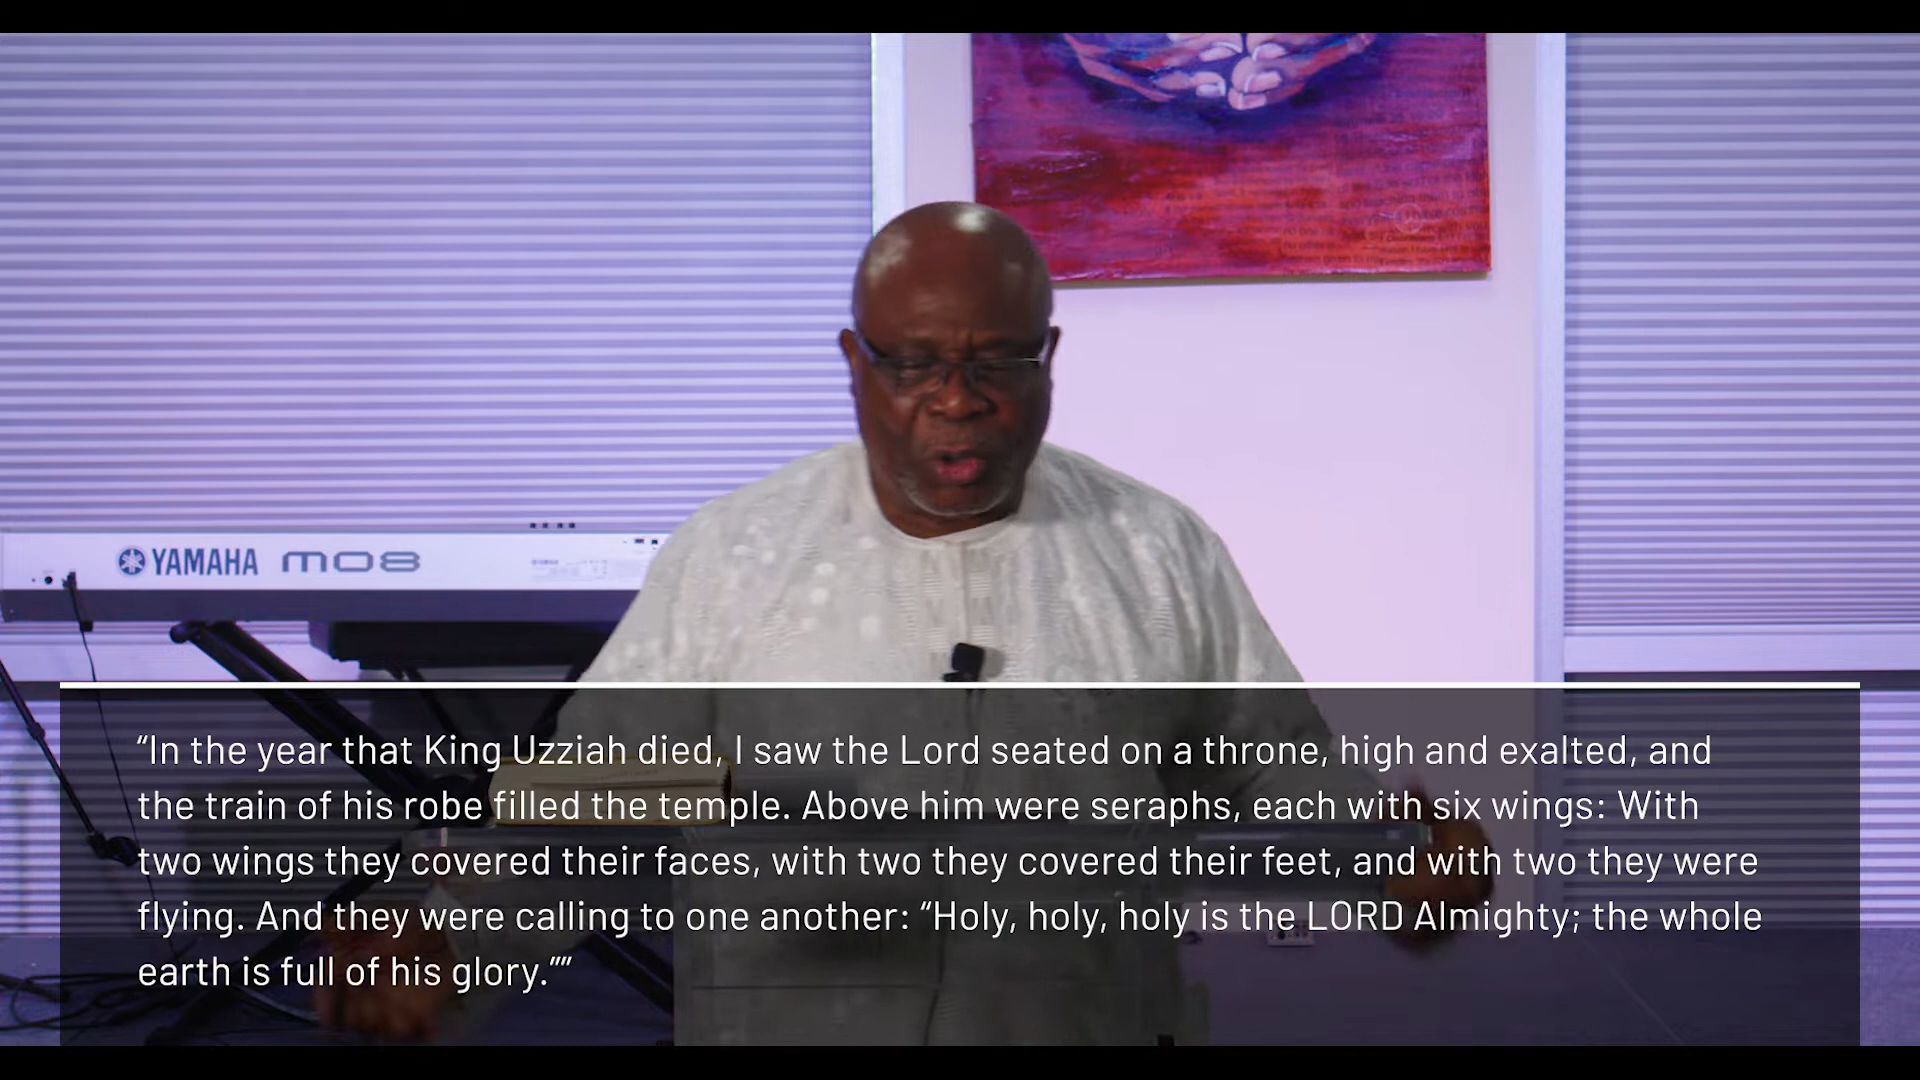 YAMAHA MO8
“In the year that King Uzziah died, I saw the Lord seated on a throne, high and exalted, and
the train of his robe filled the temple. Above him were seraphs, each with six wings: With
two wings they covered their faces, with two they covered their feet, and with two they were
flying. And they were calling to one another: “Holy, holy, holy is the LORD Almighty; the whole
earth is full of his glory.””